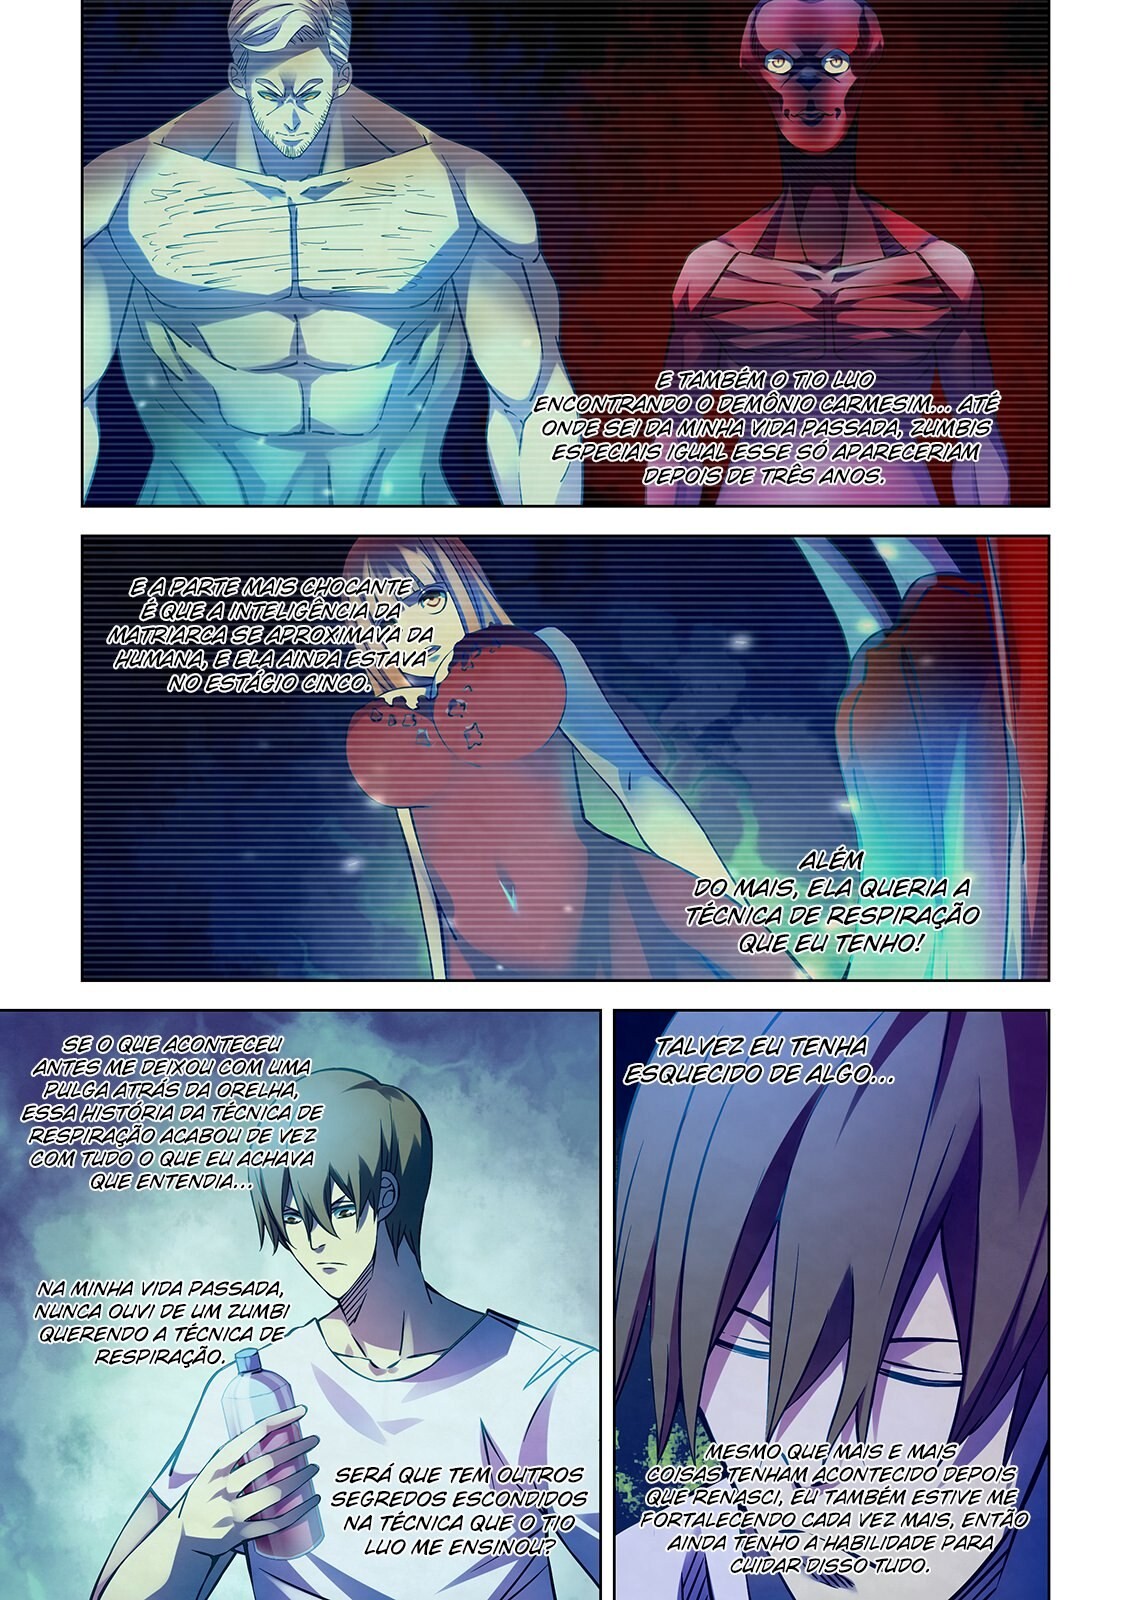 E TAMBÉM O TIO LUO
ENCONTRANDO O DEMÔNIO CARMESIM... ATÉ
ONDE SEI DA MINHA VIDA PASSADA, ZUMBIS
ESPECIAIS IGUAL ESSE SÓ APARECERIAM
DEPOIS DE TRÊS ANOS.
E A PARTE MAIS CHOCANTE
É QUE A INTELIGÊNCIA DA
MATRIARCA SE APROXIMAVA DA
HUMANA, E ELA AINDA ESTAVA
NO ESTÁGIO CINCO.
ALÉM
DO MAIS, ELA QUERIA A
TÉCNICA DE RESPIRAÇÃO
QUE EU TENHO!
SE O QUE ACONTECEU
ANTES ME DEIXOU COM UMA
PULGA ATRÁS DA ORELHA,
ESSA HISTÓRIA DA TÉCNICA DE
RESPIRAÇÃO ACABOU DE VEZ
COM TUDO O QUE EU ACHAVA
QUE ENTENDIA...
NA MINHA VIDA PASSADA,
NUNCA OUVI DE UM ZUMBI
QUERENDO A TÉCNICA DE
RESPIRAÇÃO.
SERÁ QUE TEM OUTROS
SEGREDOS ESCONDIDOS
NA TÉCNICA QUE O TIO
LUO ME ENSINOU?
TALVEZ EU TENHA
ESQUECIDO DE ALGO...
MESMO QUE MAIS E MAIS
COISAS TENHAM ACONTECIDO DEPOIS
QUE RENASCI, EU TAMBÉM ESTIVE ME
FORTALECENDO CADA VEZ MAIS, ENTÃO
AINDA TENHO A HABILIDADE PARA
CUIDAR DISSO TUDO.